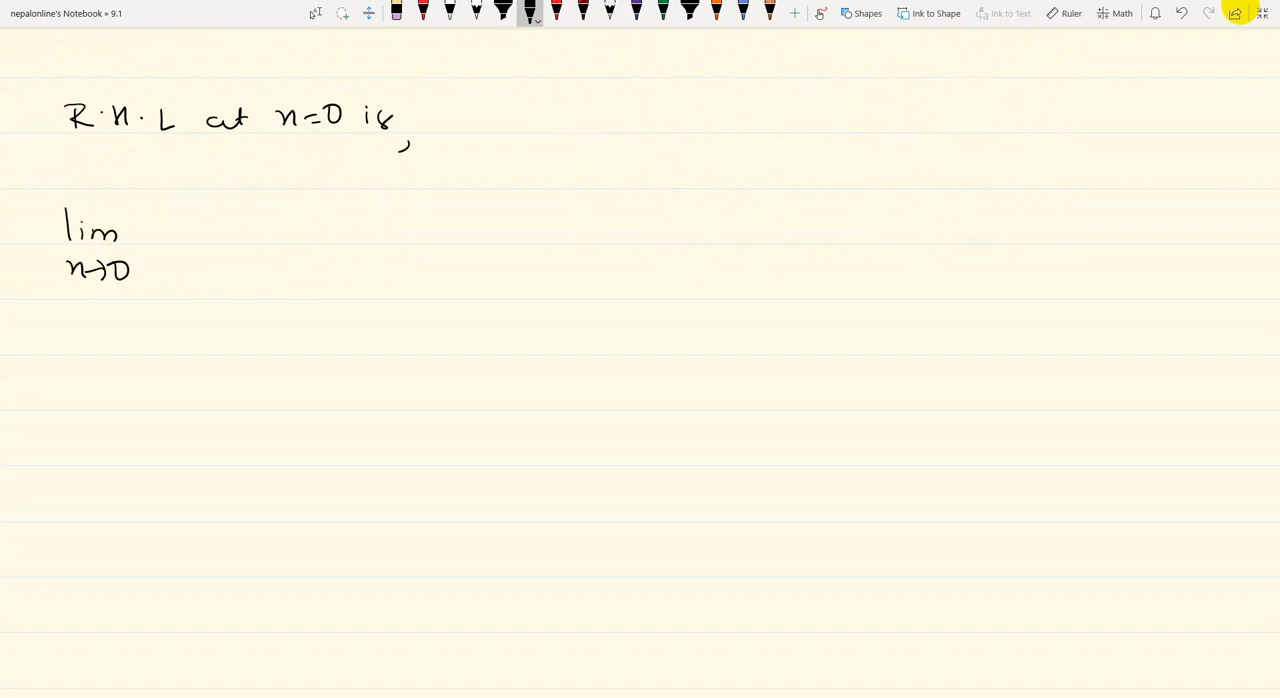 nepalonline's Notebook » 9.1
Shapes
Ink to Shape
Ink to Text
Ruler
Math
R.H.L at x=0 is,
lim
x→0